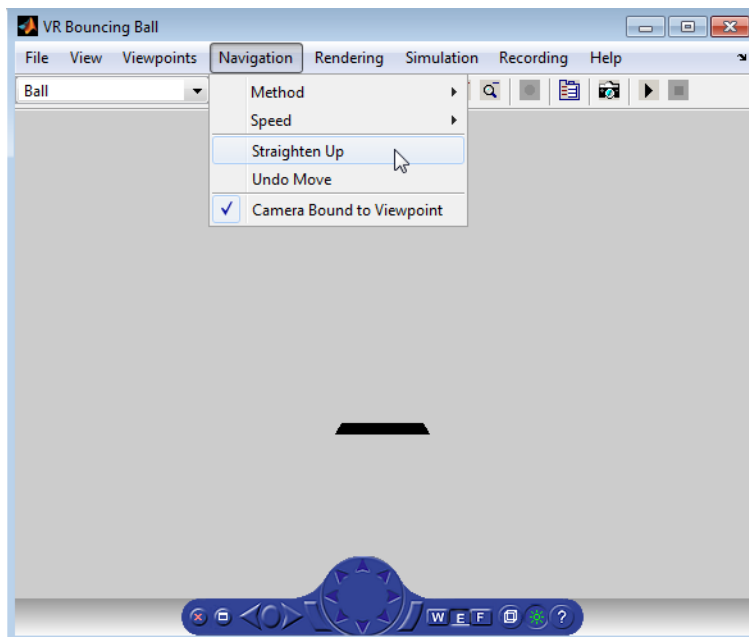 VR Bouncing Ball
File View Viewpoints Navigation Rendering Simulation Recording Help
Ball
Method
Speed
Straighten Up
Undo Move
Camera Bound to Viewpoint
W E F ?